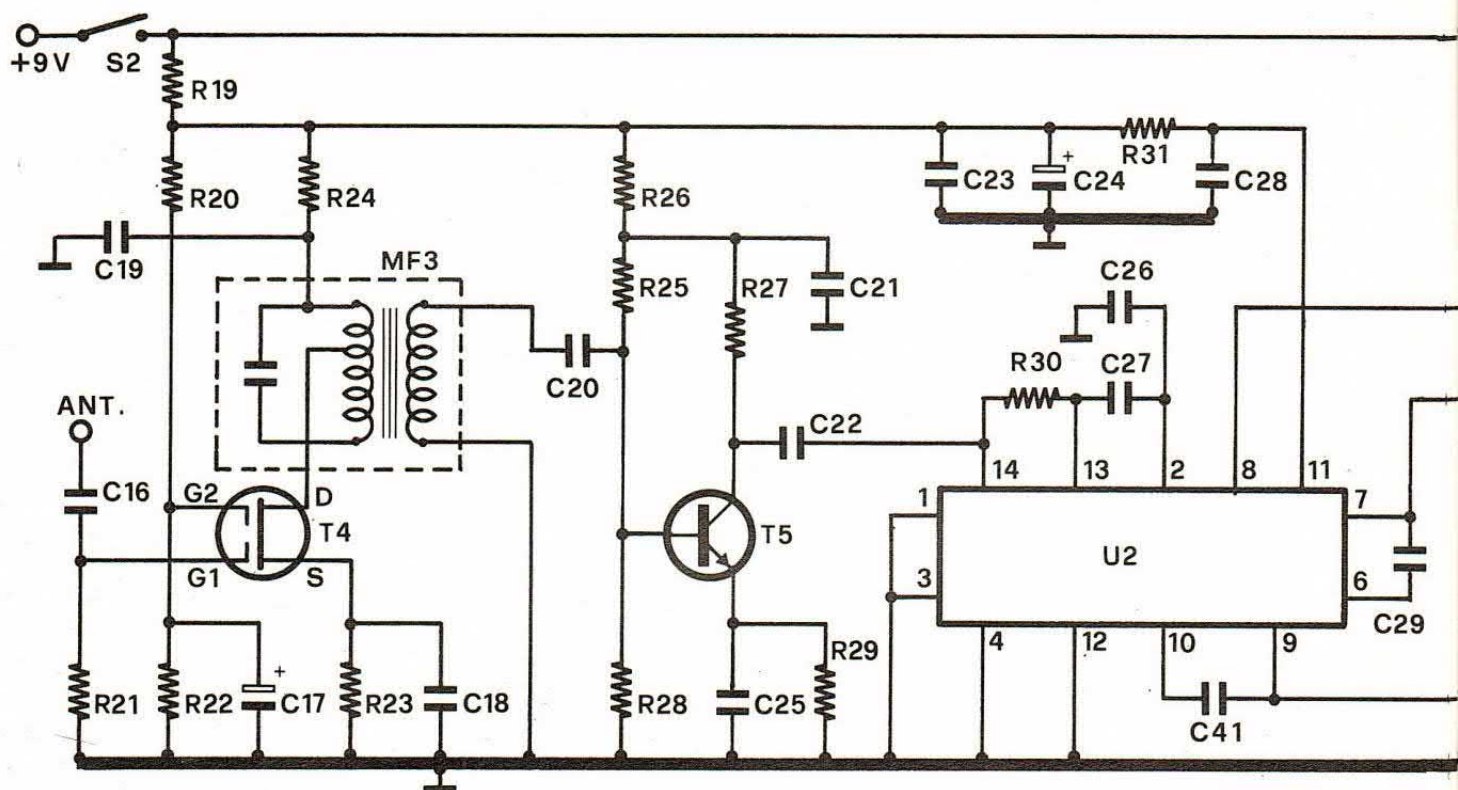 +9V
S2
R19
R20
R24
R26
C23
+
C24
R31
C28
C19
MF3
R25
R27
C21
C26
R30
C27
C20
C22
ANT.
C16
G2
D
T4
G1
S
T5
14
13
2
8
11
1
7
U2
3
6
4
12
10
9
C29
R21
R22
+
C17
R23
C18
R28
C25
R29
C41